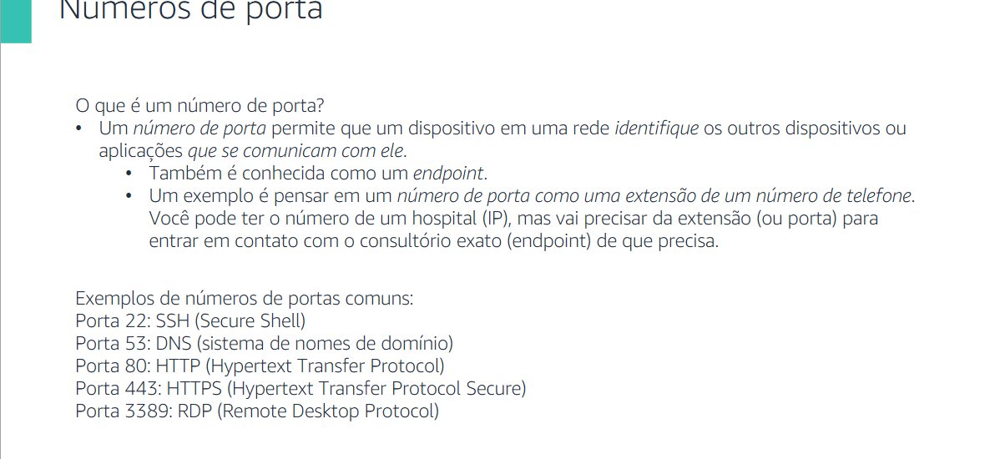 Números de porta
O que é um número de porta?
• Um número de porta permite que um dispositivo em uma rede identifique os outros dispositivos ou
aplicações que se comunicam com ele.
• Também é conhecida como um endpoint.
• Um exemplo é pensar em um número de porta como uma extensão de um número de telefone.
Você pode ter o número de um hospital (IP), mas vai precisar da extensão (ou porta) para
entrar em contato com o consultório exato (endpoint) de que precisa.
Exemplos de números de portas comuns:
Porta 22: SSH (Secure Shell)
Porta 53: DNS (sistema de nomes de domínio)
Porta 80: HTTP (Hypertext Transfer Protocol)
Porta 443: HTTPS (Hypertext Transfer Protocol Secure)
Porta 3389: RDP (Remote Desktop Protocol)